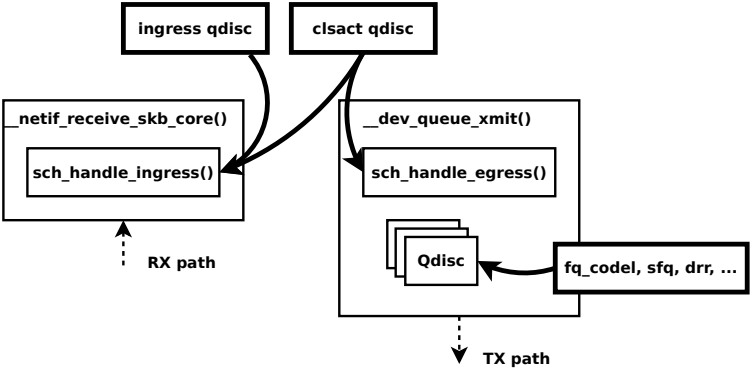 ingress qdisc
clsact qdisc
__netif_receive_skb_core()
__dev_queue_xmit()
sch_handle_ingress()
sch_handle_egress()
RX path
Qdisc
fq_codel, sfq, drr, ...
TX path